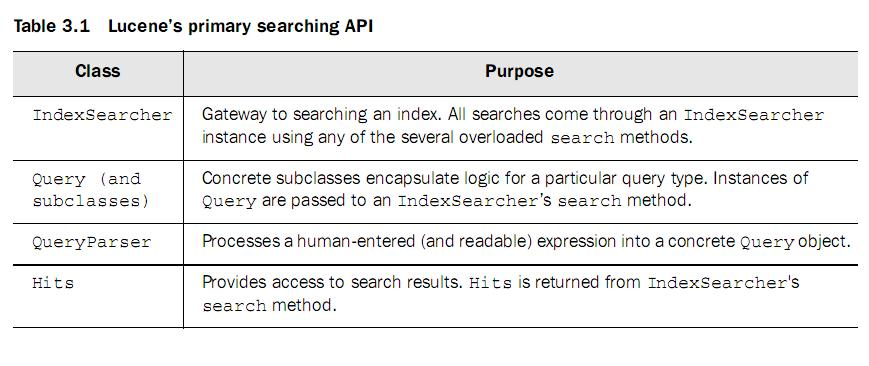 Table 3.1 Lucene’s primary searching API
Class Purpose
IndexSearcher Gateway to searching an index. All searches come through an IndexSearcher
instance using any of the several overloaded search methods.
Query (and Concrete subclasses encapsulate logic for a particular query type. Instances of
subclasses) Query are passed to an IndexSearcher’s search method.
QueryParser Processes a human-entered (and readable) expression into a concrete Query object.
Hits Provides access to search results. Hits is returned from IndexSearcher's
search method.